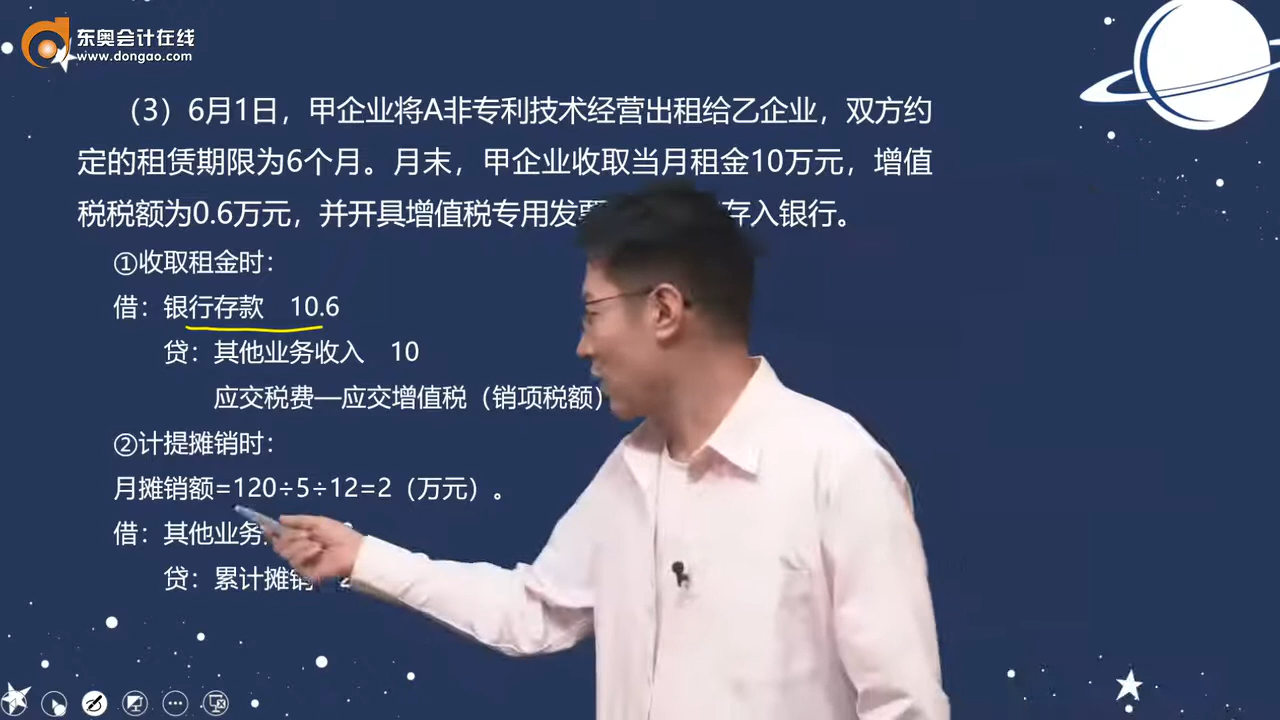 东奥会计在线
www.dongao.com
（3）6月1日，甲企业将A非专利技术经营出租给乙企业，双方约
定的租赁期限为6个月。月末，甲企业收取当月租金10万元，增值
税税额为0.6万元，并开具增值税专用发票 存入银行。
①收取租金时：
借：银行存款 10.6
贷：其他业务收入 10
应交税费—应交增值税（销项税额）
②计提摊销时：
月摊销额=120÷5÷12=2（万元）。
借：其他业务
贷：累计摊销